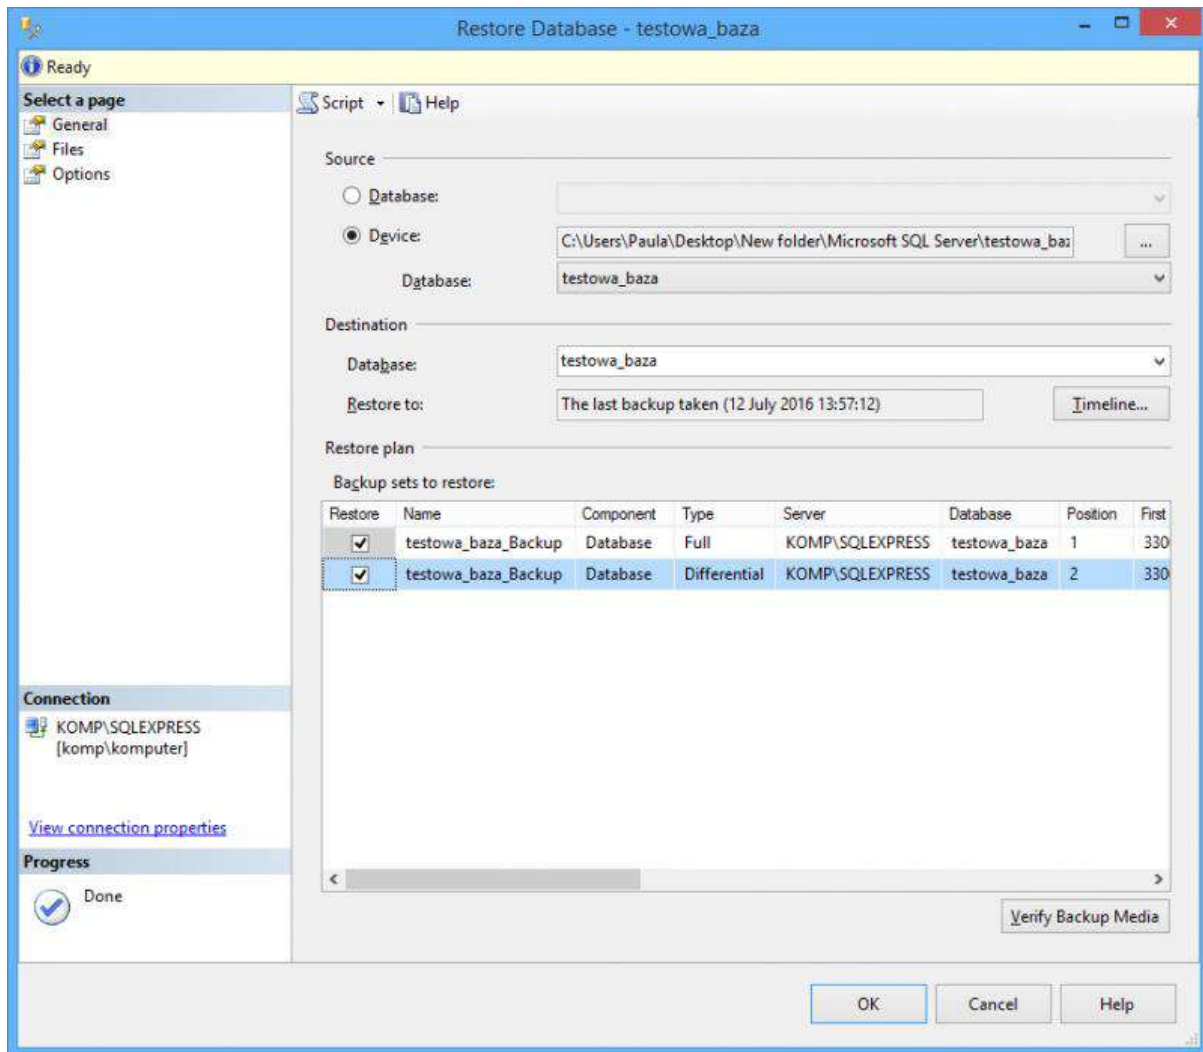 Restore Database - testowa_baza
Ready
Select a page
General
Files
Options
Script
Help
Source
Database:
Device:
C:\Users\Paula\Desktop\New folder\Microsoft SQL Server\testowa_baz
...
Database:
testowa_baza
Destination
Database:
testowa_baza
Restore to:
The last backup taken (12 July 2016 13:57:12)
Timeline...
Restore plan
Backup sets to restore:
Restore Name Component Type Server Database Position First
testowa_baza_Backup Database Full KOMP\SQLEXPRESS testowa_baza 1 330
testowa_baza_Backup Database Differential KOMP\SQLEXPRESS testowa_baza 2 330
Connection
KOMP\SQLEXPRESS
[komp\komputer]
View connection properties
Progress
Done
Verify Backup Media
OK Cancel Help